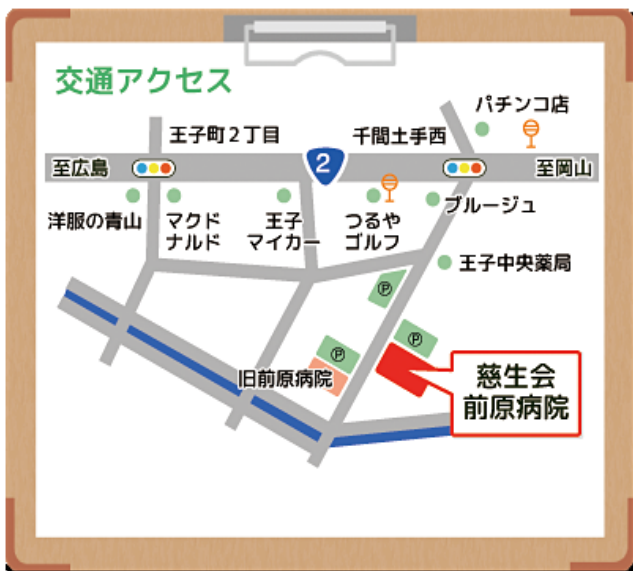 交通アクセス
パチンコ店
王子町2丁目
千間土手西
至広島
2
至岡山
洋服の青山
マクド
ナルド
王子
マイカー
つるや
ゴルフ
ブルージュ
王子中央薬局
P
P
P
旧前原病院
慈生会
前原病院